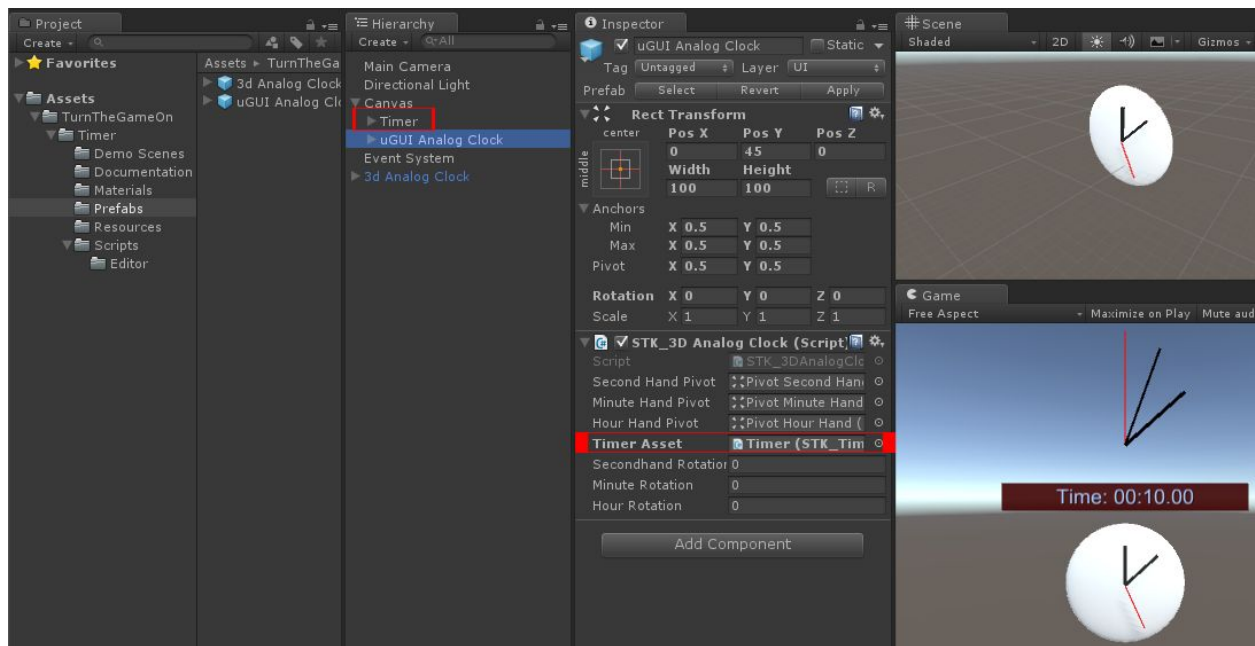 Project
Create
Favorites
Assets
TurnTheGameOn
Timer
Demo Scenes
Documentation
Materials
Prefabs
Resources
Scripts
Editor
Assets ▸ TurnTheGa
3d Analog Clock
uGUI Analog Clo
Hierarchy
Create All
Main Camera
Directional Light
Canvas
Timer
uGUI Analog Clock
Event System
3d Analog Clock
Inspector
uGUI Analog Clock Static
Tag Untagged Layer UI
Prefab Select Revert Apply
Rect Transform
center Pos X Pos Y Pos Z
0 45 0
middle
Width Height
100 100 R
Anchors
Min X 0.5 Y 0.5
Max X 0.5 Y 0.5
Pivot X 0.5 Y 0.5
Rotation X 0 Y 0 Z 0
Scale X 1 Y 1 Z 1
STK_3D Analog Clock (Script)
Script STK_3DAnalogClo
Second Hand Pivot Pivot Second Han
Minute Hand Pivot Pivot Minute Hand
Hour Hand Pivot Pivot Hour Hand (
Timer Asset Timer (STK_Tim
Secondhand Rotation 0
Minute Rotation 0
Hour Rotation 0
Add Component
Scene
Shaded 2D Gizmos
Game
Free Aspect Maximize on Play Mute aud
Time: 00:10.00